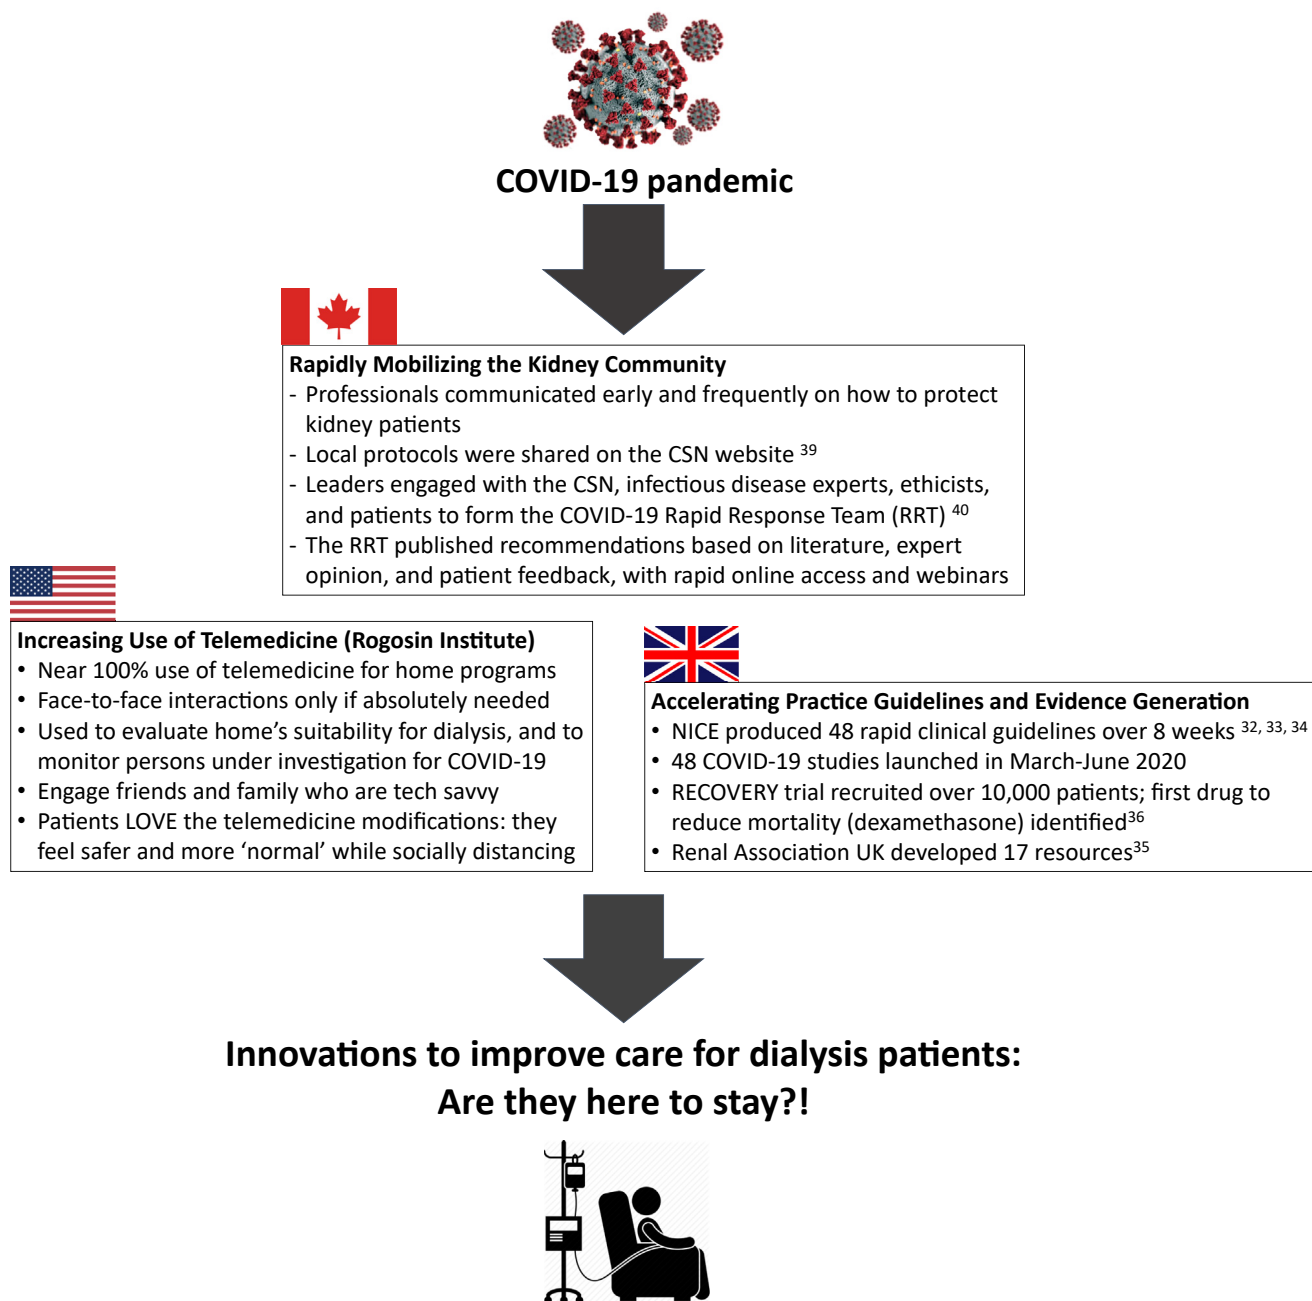 COVID-19 pandemic
Rapidly Mobilizing the Kidney Community
- Professionals communicated early and frequently on how to protect
kidney patients
- Local protocols were shared on the CSN website 39
- Leaders engaged with the CSN, infectious disease experts, ethicists,
and patients to form the COVID-19 Rapid Response Team (RRT) 40
- The RRT published recommendations based on literature, expert
opinion, and patient feedback, with rapid online access and webinars
Increasing Use of Telemedicine (Rogosin Institute)
• Near 100% use of telemedicine for home programs
• Face-to-face interactions only if absolutely needed
• Used to evaluate home’s suitability for dialysis, and to
monitor persons under investigation for COVID-19
• Engage friends and family who are tech savvy
• Patients LOVE the telemedicine modifications: they
feel safer and more ‘normal’ while socially distancing
Accelerating Practice Guidelines and Evidence Generation
• NICE produced 48 rapid clinical guidelines over 8 weeks 32, 33, 34
• 48 COVID-19 studies launched in March-June 2020
• RECOVERY trial recruited over 10,000 patients; first drug to
reduce mortality (dexamethasone) identified36
• Renal Association UK developed 17 resources35
Innovations to improve care for dialysis patients:
Are they here to stay?!